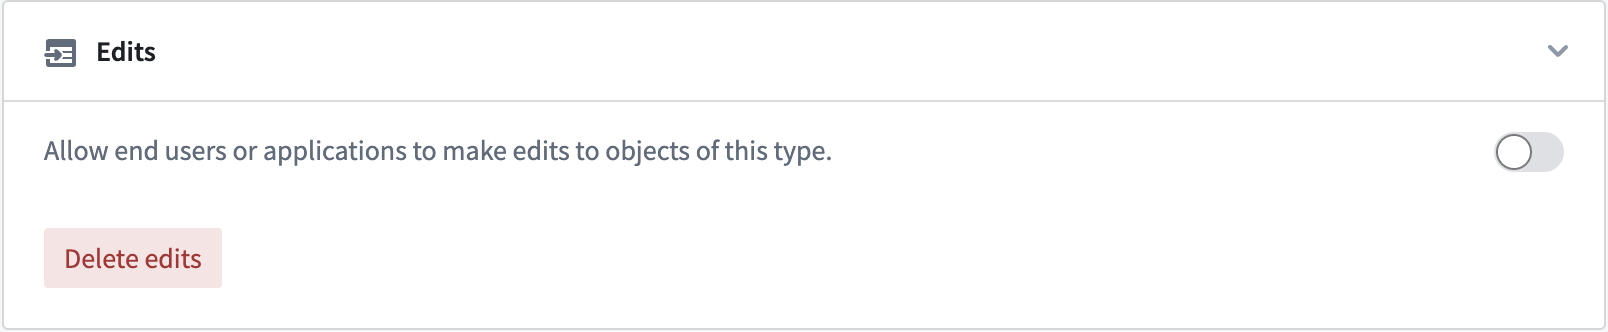 Edits
Allow end users or applications to make edits to objects of this type.
Delete edits